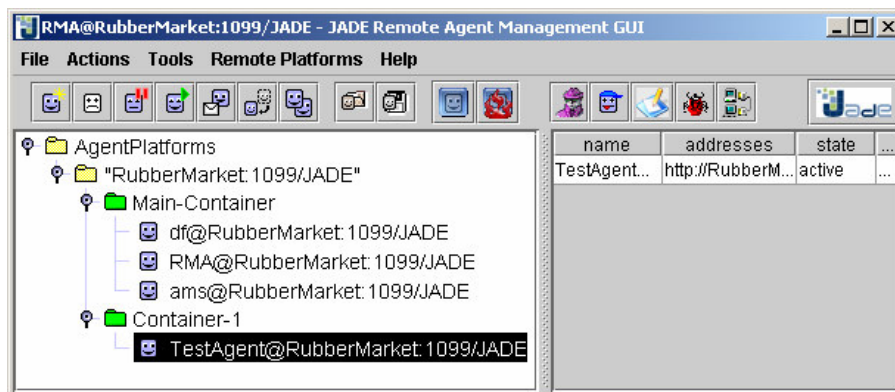 RMA@RubberMarket:1099/JADE - JADE Remote Agent Management GUI
File Actions Tools Remote Platforms Help
Jade
AgentPlatforms
"RubberMarket:1099/JADE"
Main-Container
df@RubberMarket:1099/JADE
RMA@RubberMarket:1099/JADE
ams@RubberMarket:1099/JADE
Container-1
TestAgent@RubberMarket:1099/JADE
name addresses state ...
TestAgent... http://RubberM... active ...